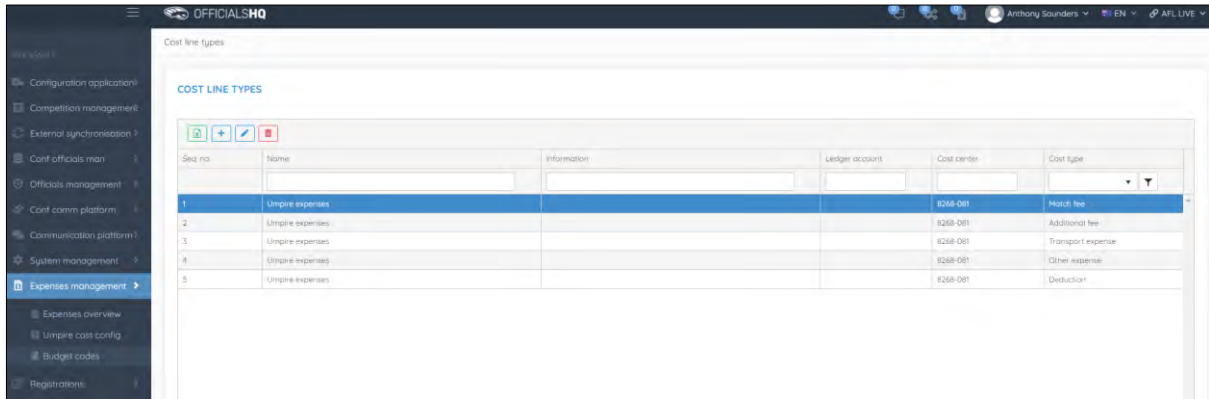 OFFICIALSHQ
Anthony Saunders
EN
AFL LIVE
Cost line types
Configuration application
Competition management
External synchronisation
Conf officials man
Officials management
Conf comm platform
Communication platform
System management
Expenses management
Expenses overview
Umpire cost config
Budget codes
Registrations
COST LINE TYPES
Seq. no. Name Information Ledger account Cost center Cost type
1 Umpire expenses 8268-081 Match fee
2 Umpire expenses 8268-081 Additional fee
3 Umpire expenses 8268-081 Transport expense
4 Umpire expenses 8268-081 Other expense
5 Umpire expenses 8268-081 Deduction